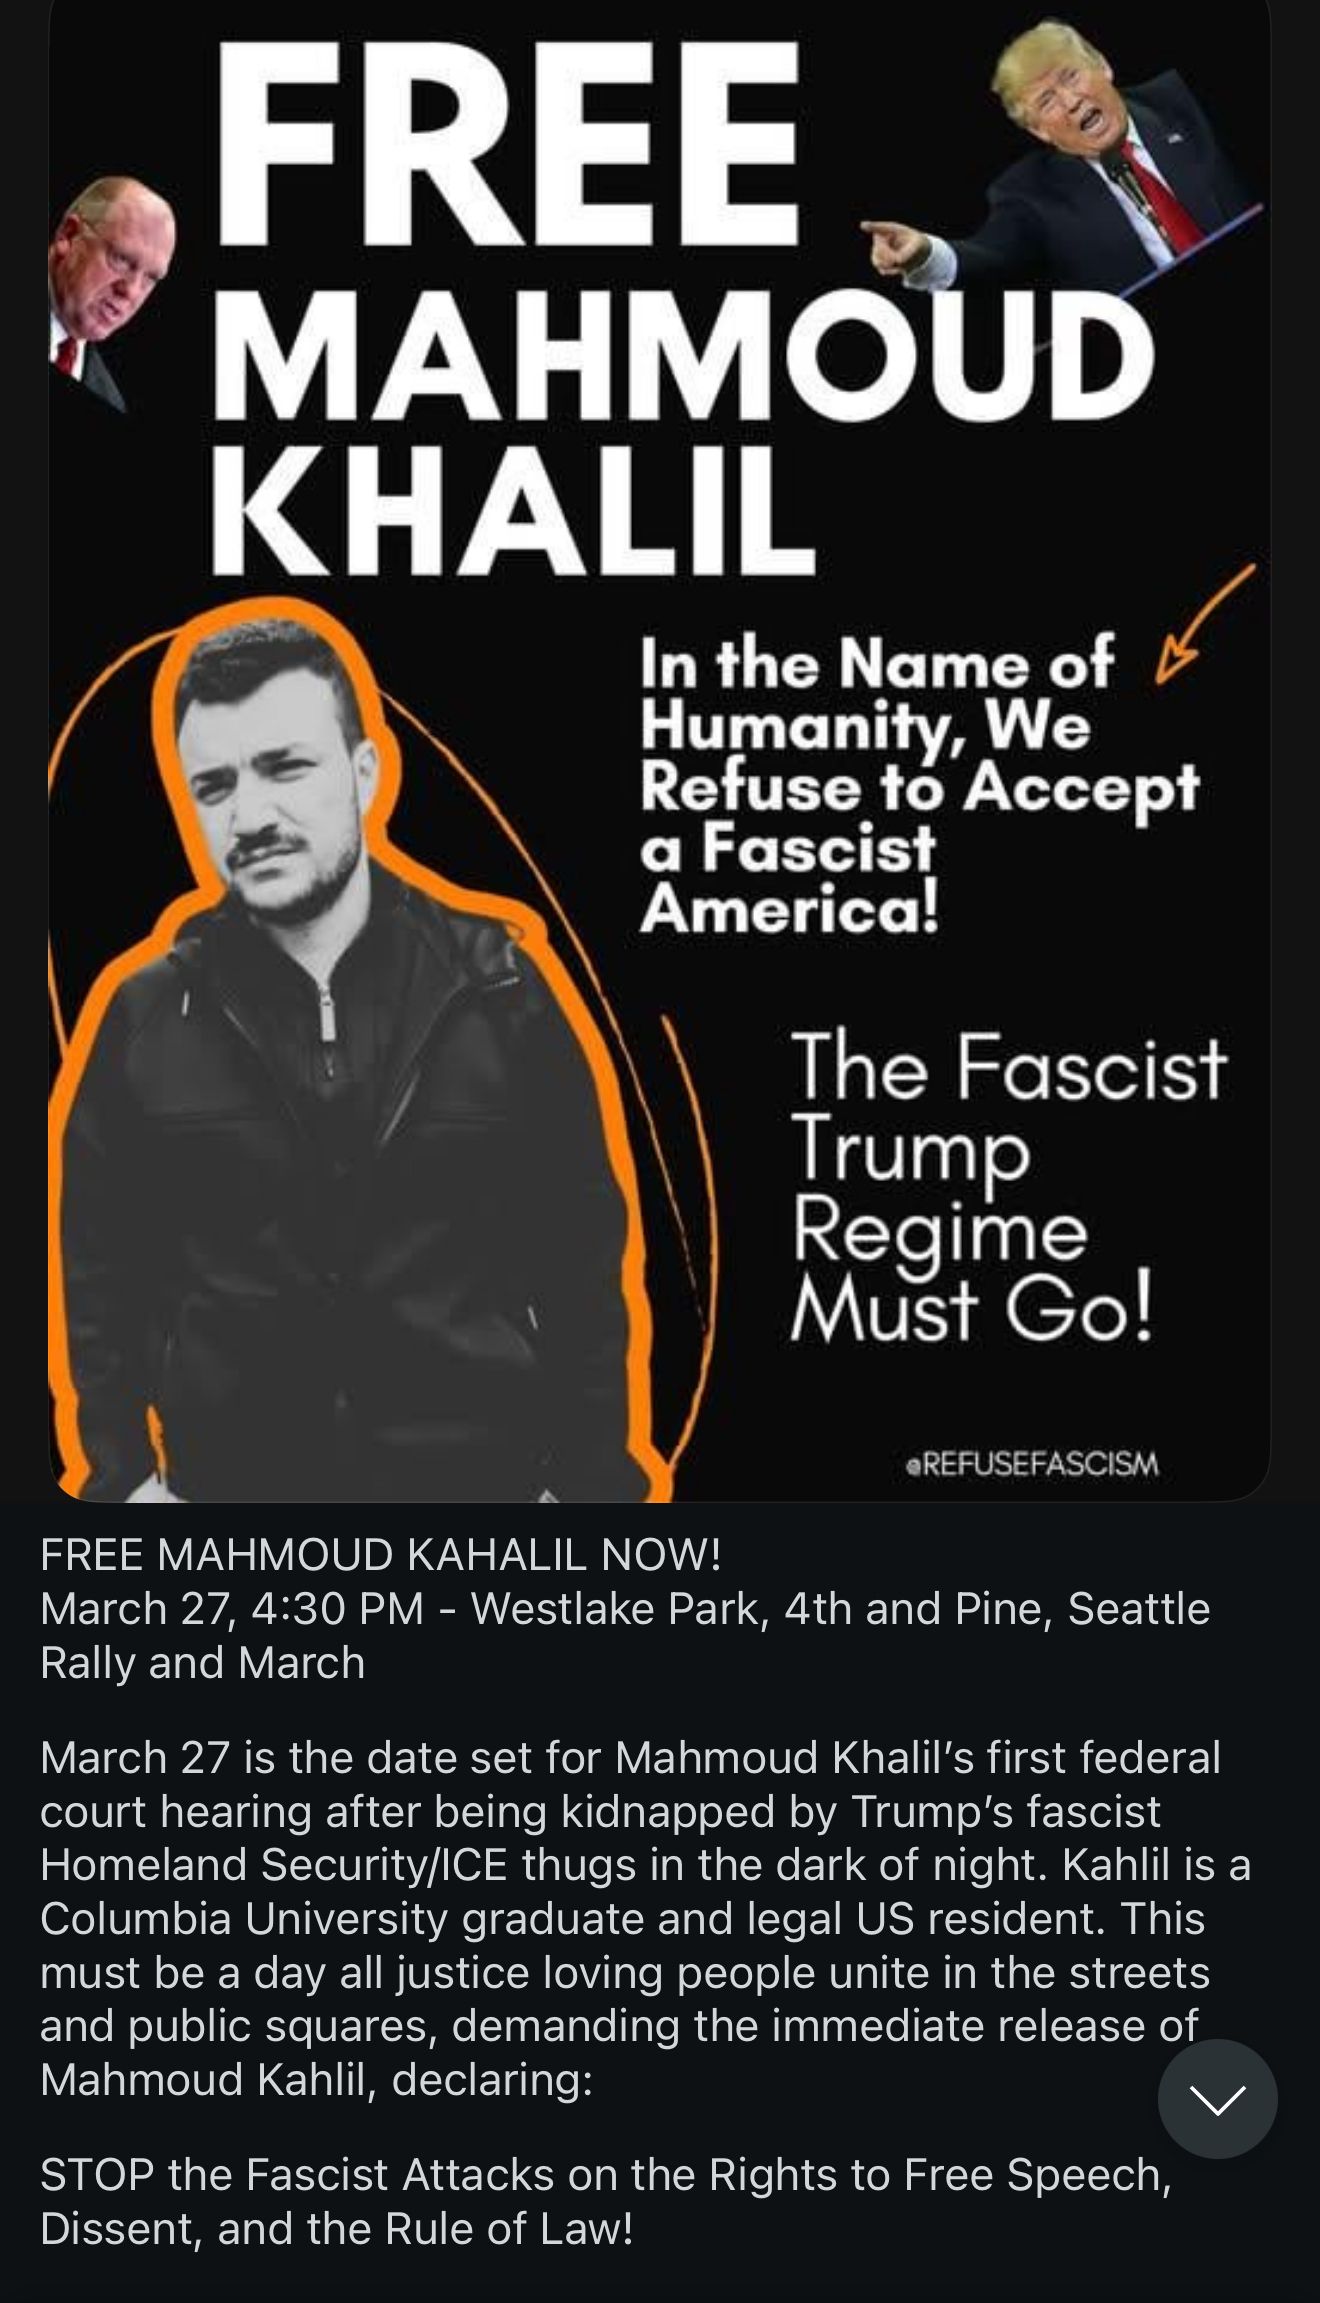 FREE
MAHMOUD
KHALIL
In the Name of
Humanity, We
Refuse to Accept
a Fascist
America!
The Fascist
Trump
Regime
Must Go!
@REFUSEFASCISM
FREE MAHMOUD KAHALIL NOW!
March 27, 4:30 PM - Westlake Park, 4th and Pine, Seattle
Rally and March
March 27 is the date set for Mahmoud Khalil’s first federal
court hearing after being kidnapped by Trump’s fascist
Homeland Security/ICE thugs in the dark of night. Kahlil is a
Columbia University graduate and legal US resident. This
must be a day all justice loving people unite in the streets
and public squares, demanding the immediate release of
Mahmoud Kahlil, declaring:
STOP the Fascist Attacks on the Rights to Free Speech,
Dissent, and the Rule of Law!